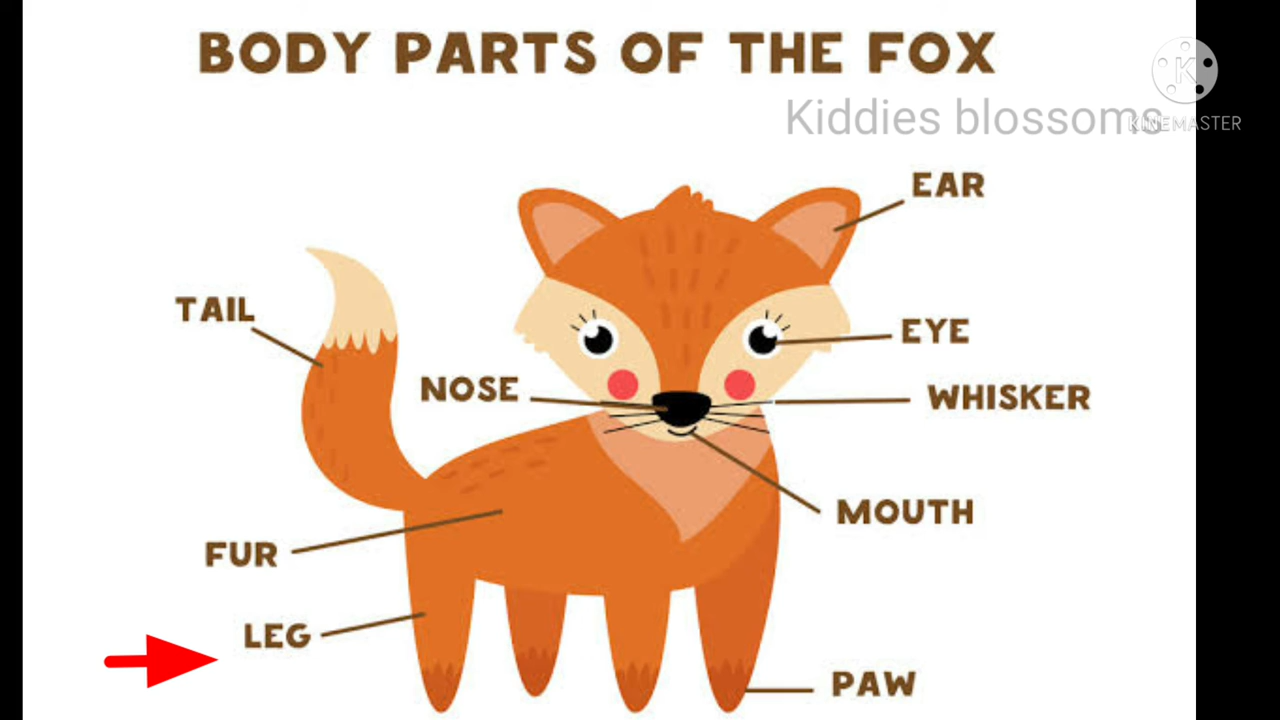 BODY PARTS OF THE FOX
Kiddies blossoms
K
KINEMASTER
EAR
TAIL
EYE
NOSE
WHISKER
MOUTH
FUR
LEG
PAW